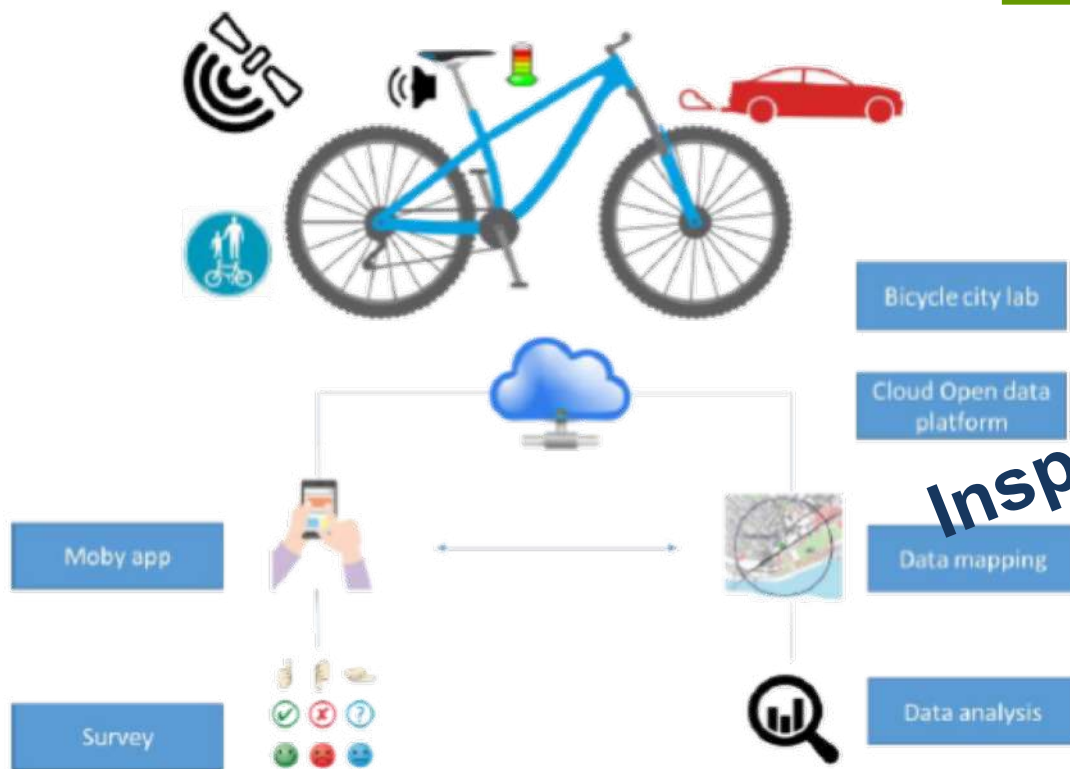 Bicycle city lab
Cloud Open data
platform
Insp
Moby app
Data mapping
Survey
Data analysis